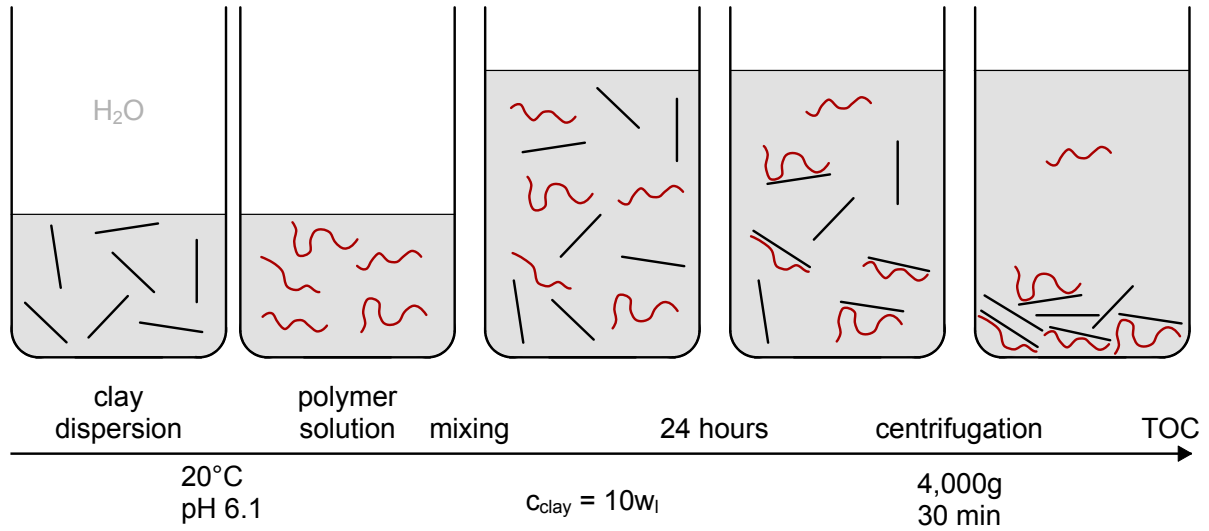 H₂O
clay
dispersion
polymer
solution
mixing
24 hours
centrifugation
TOC
20°C
pH 6.1
c_clay = 10w_l
4,000g
30 min